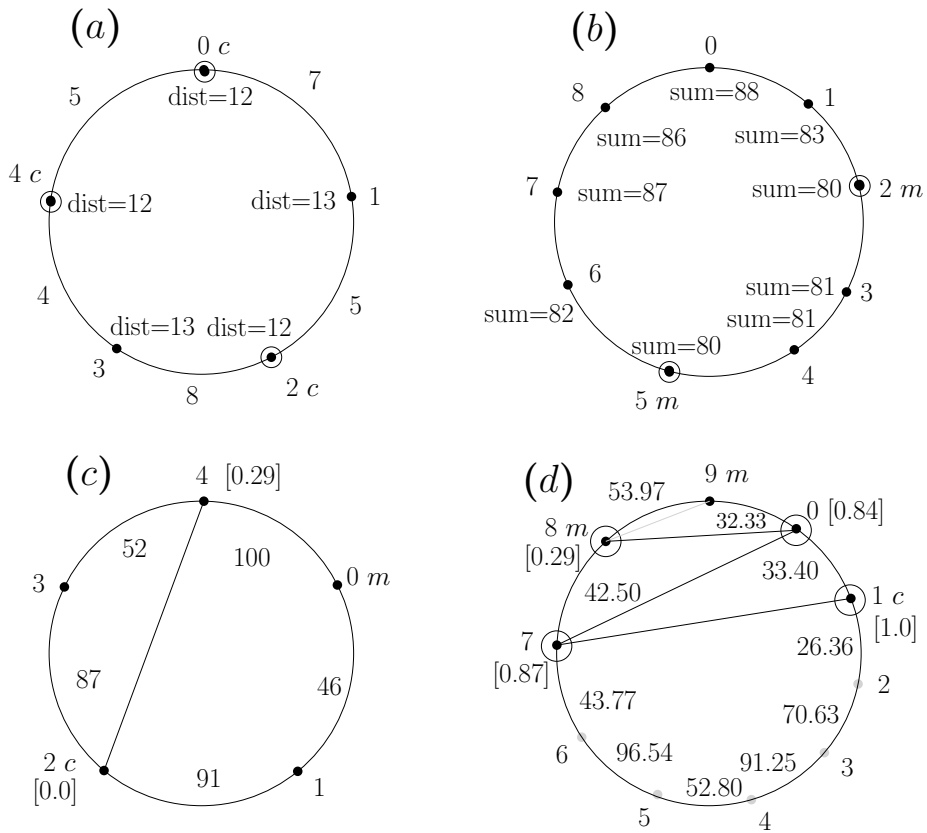 (a)
0 c
5
7
dist=12
4 c
dist=12
dist=13
1
4
5
dist=13
dist=12
3
8
2 c
(b)
0
8
1
sum=88
sum=86
sum=83
7
sum=87
sum=80
2 m
6
sum=82
sum=81
3
sum=81
sum=80
4
5 m
(c)
4 [0.29]
52
100
3
0 m
87
46
2 c
[0.0]
91
1
(d)
9 m
53.97
8 m
32.33
0 [0.84]
[0.29]
42.50
33.40
1 c
[1.0]
7
[0.87]
26.36
43.77
2
70.63
6
96.54
91.25
3
52.80
5
4